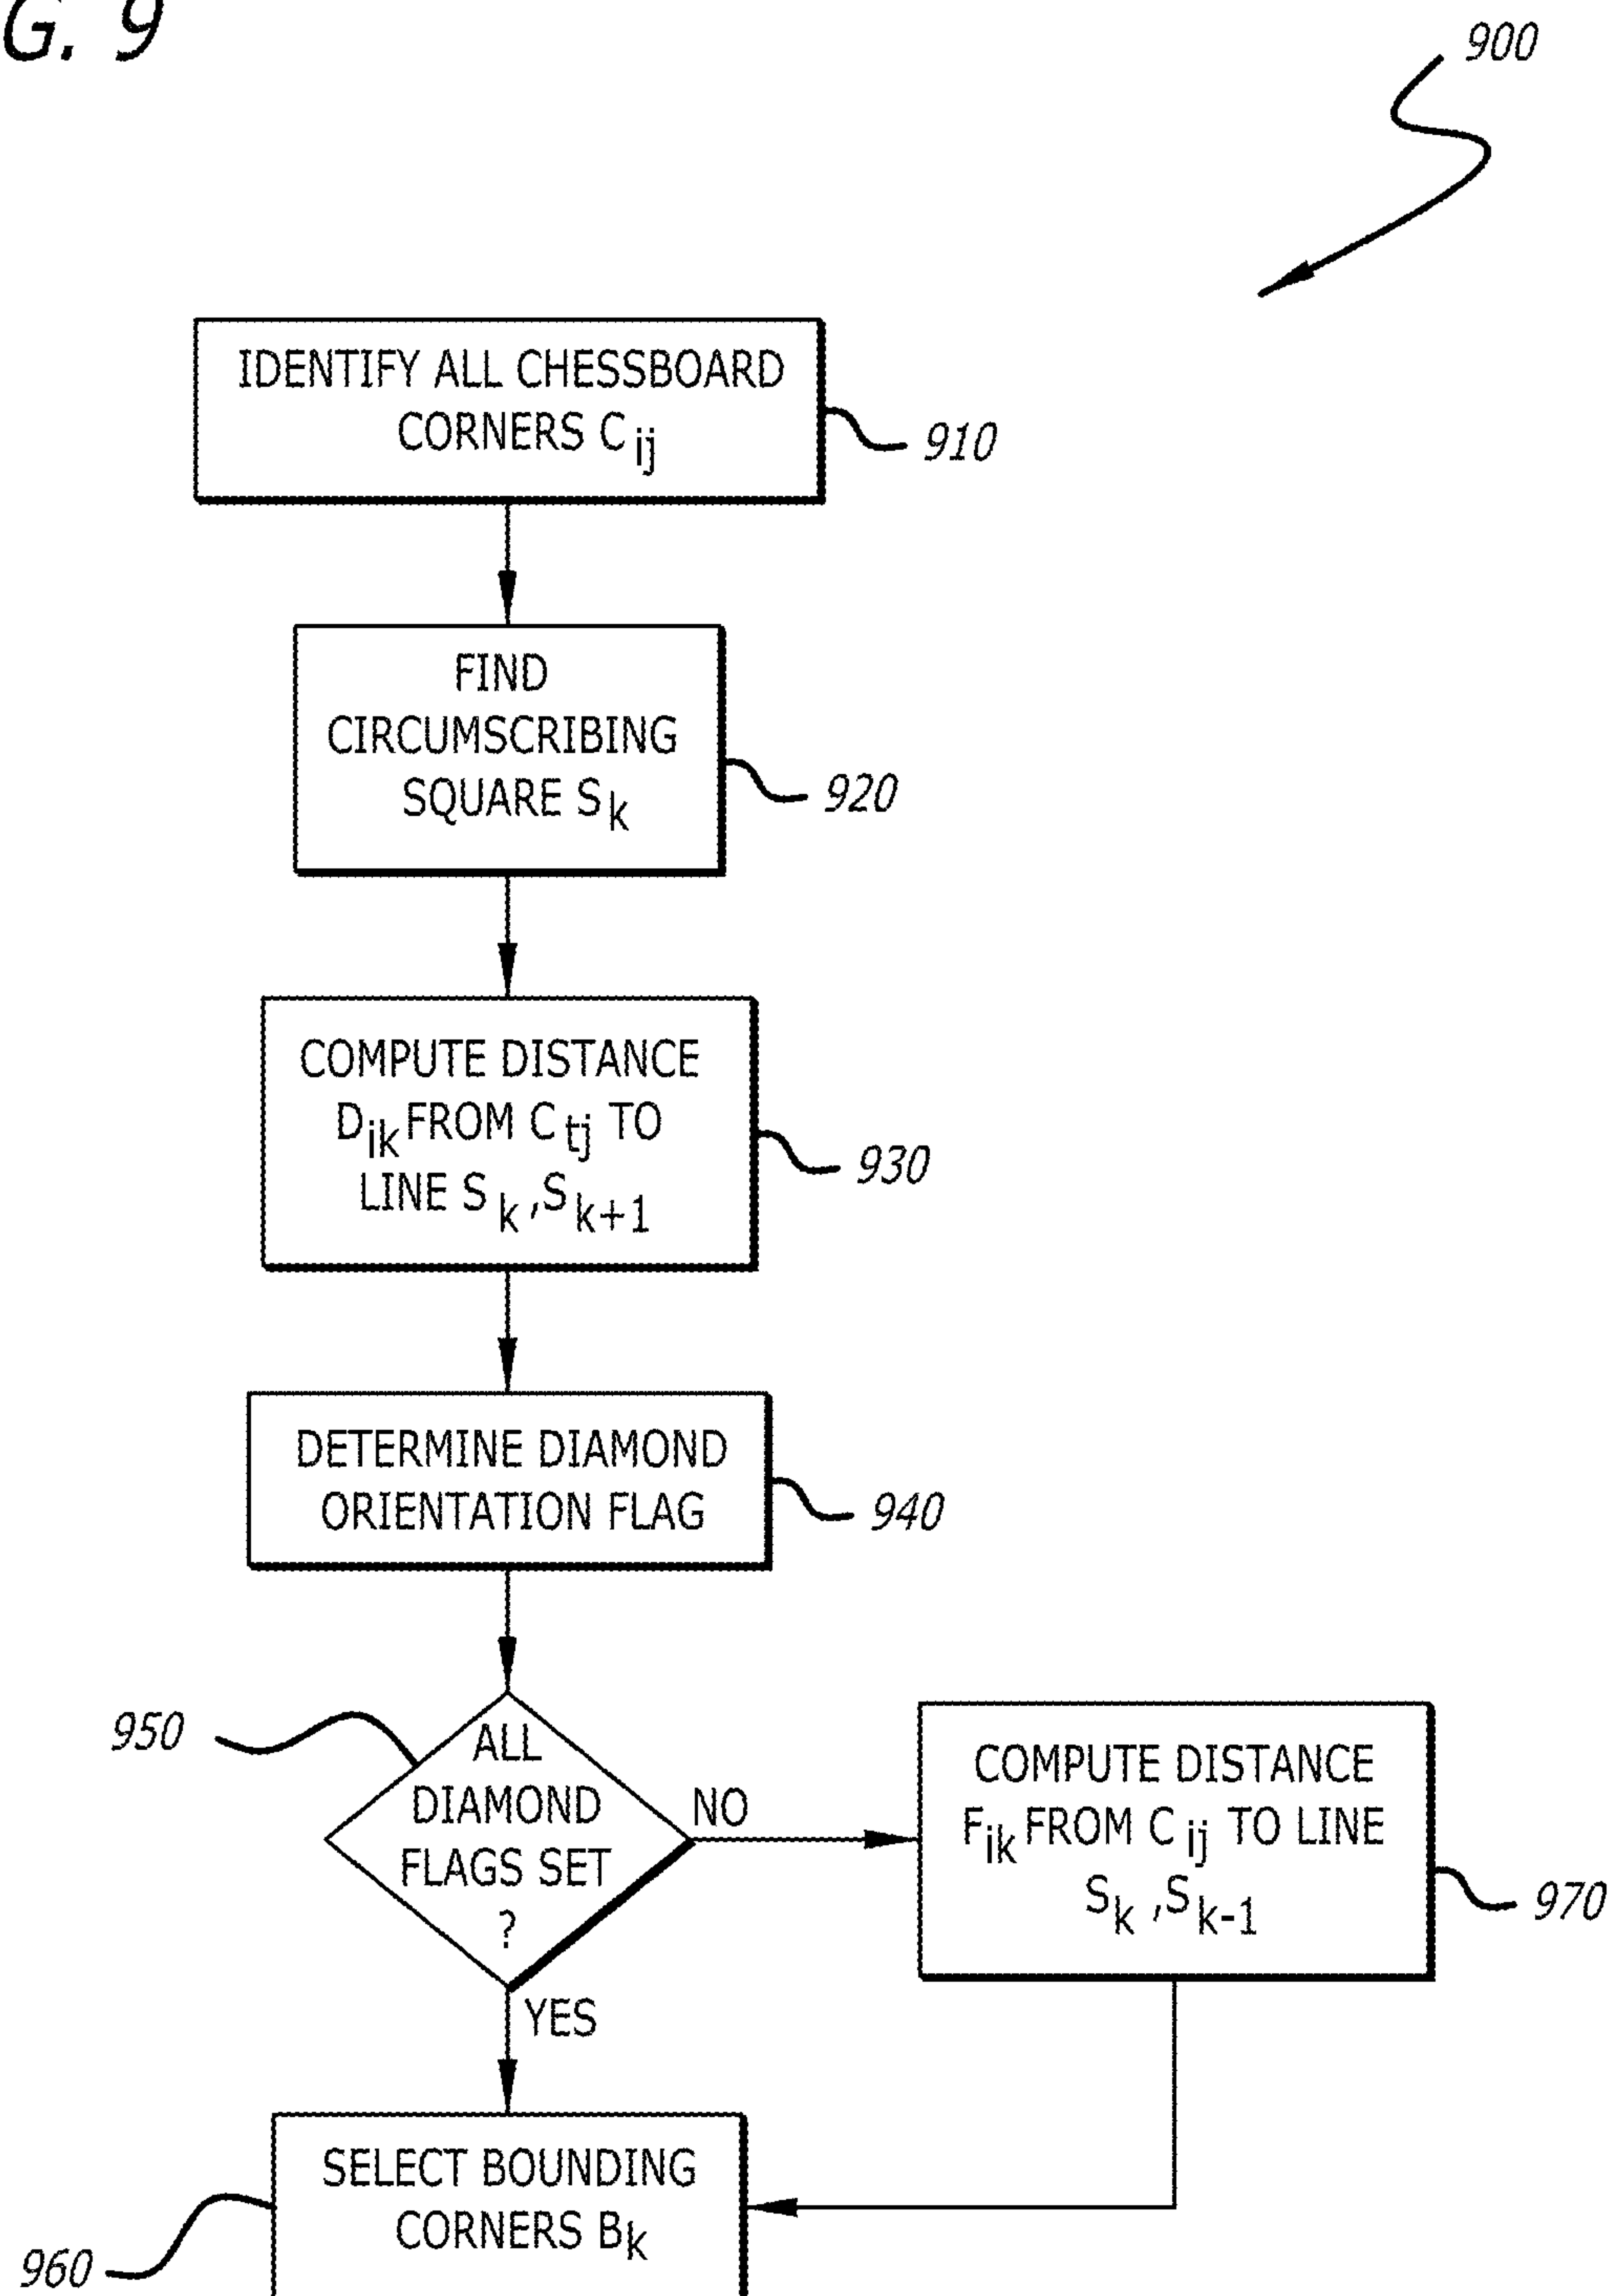 G. 9
900
IDENTIFY ALL CHESSBOARD
CORNERS C ij
910
FIND
CIRCUMSCRIBING
SQUARE S k
920
COMPUTE DISTANCE
D ik FROM C tj TO
LINE S k ,S k+1
930
DETERMINE DIAMOND
ORIENTATION FLAG
940
950
ALL
DIAMOND
FLAGS SET
?
NO
YES
COMPUTE DISTANCE
F ik FROM C ij TO LINE
S k ,S k-1
970
SELECT BOUNDING
CORNERS B k
960